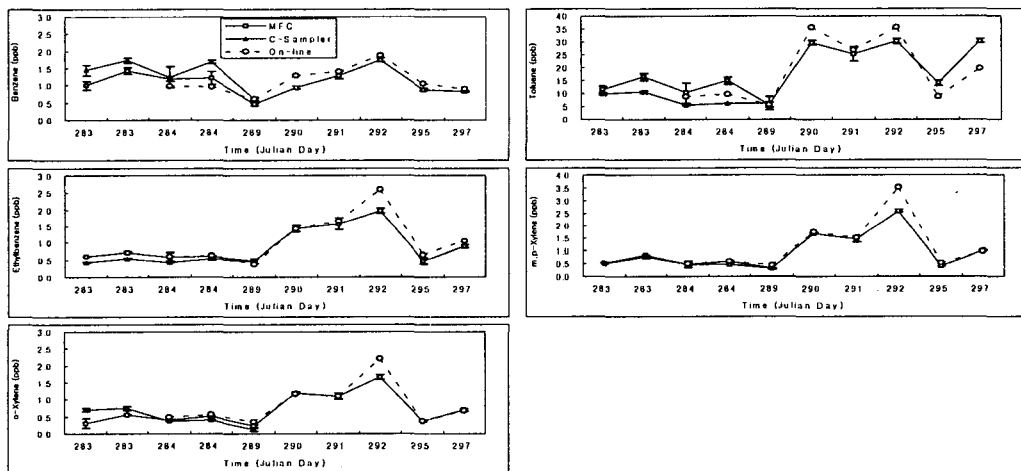 Benzene (ppb)
3.0
2.5
2.0
1.5
1.0
0.5
0.0
MFC
C-Sampler
On-line
283 283 284 284 289 290 291 292 295 297
Time (Julian Day)
Toluene (ppb)
40
35
30
25
20
15
10
5
0
283 283 284 264 289 290 291 292 295 297
Time (Julian Day)
Ethylbenzene (ppb)
3.0
2.5
2.0
1.5
1.0
0.5
0.0
283 283 284 284 289 290 291 292 295 297
Time (Julian Day)
m,p-Xylene (ppb)
4.0
3.5
3.0
2.5
2.0
1.5
1.0
0.5
0.0
263 263 284 284 289 290 291 292 295 297
Time (Julian Day)
o-Xylene (ppb)
3.0
2.5
2.0
1.5
1.0
0.5
0.0
283 283 284 284 289 290 291 292 295 297
Time (Julian Day)